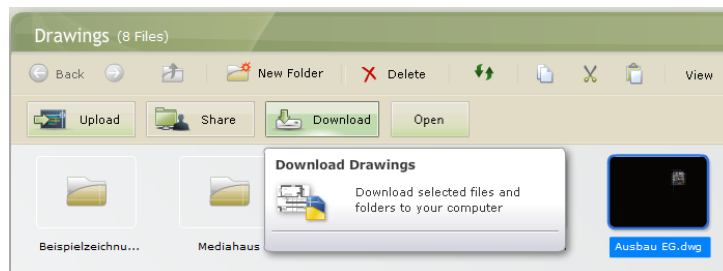 Drawings (8 Files)
Back New Folder Delete View
Upload Share Download Open
Download Drawings
Download selected files and
folders to your computer
Beispielzeichnu... Mediahaus Ausbau EG.dwg